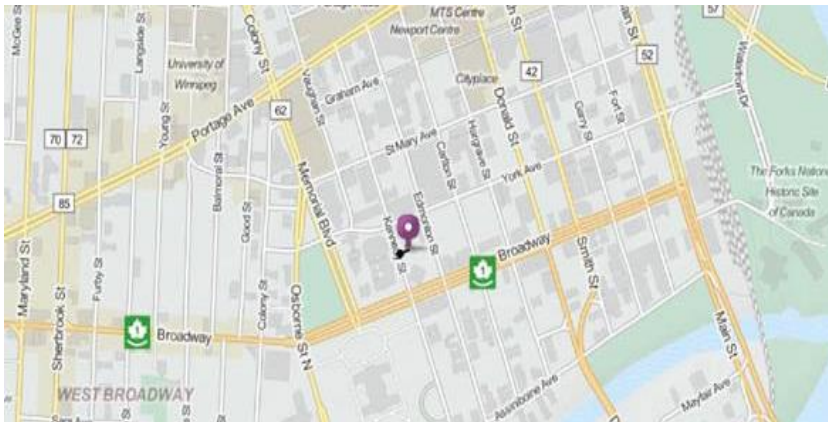 MTS Centre
Newport Centre
57
McGee St
Langside St
Colony St
University of
Winnipeg
Vaughan St
Graham Ave
Cityplace
42
52
Waterfront Dr
Young St
62
Portage Ave
70
72
St Mary Ave
Donald St
Garry St
Fort St
Balmoral St
Carlton St
Hargrave St
York Ave
The Forks Nationa
Historic Site
of Canada
85
Good St
Memorial Blvd
Edmonton St
Maryland St
Sherbrook St
Furby St
Colony St
Osborne St N
Broadway
1
Smith St
Main St
1
Broadway
WEST BROADWAY
Assiniboine Ave
Mayfair Ave